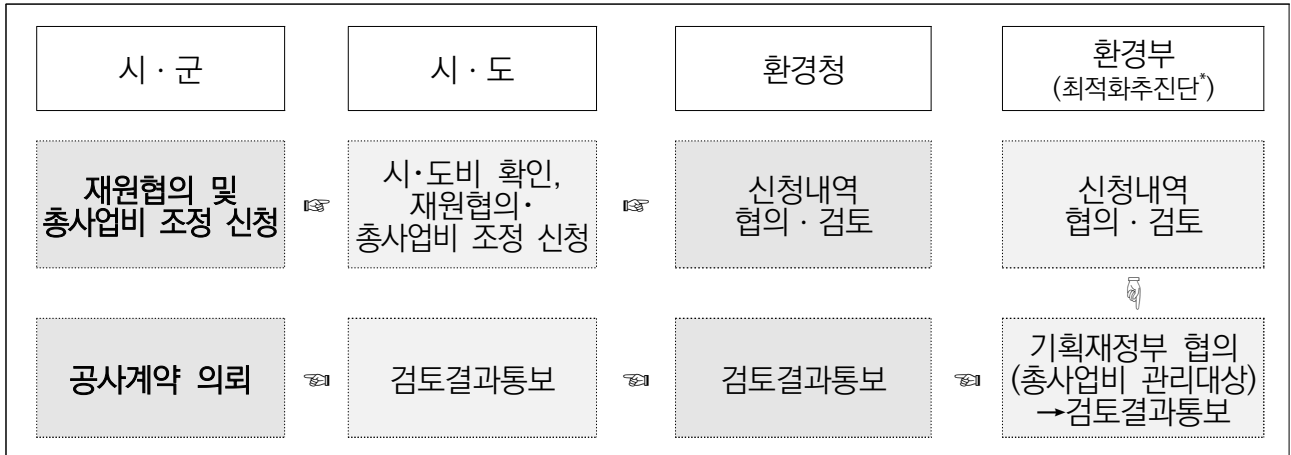 시 · 군
시 · 도
환경청
환경부
(최적화추진단*)
재원협의 및
총사업비 조정 신청
☞
시·도비 확인,
재원협의·
총사업비 조정 신청
☞
신청내역
협의 · 검토
신청내역
협의 · 검토
☟
공사계약 의뢰
☜
검토결과통보
☜
검토결과통보
☜
기획재정부 협의
(총사업비 관리대상)
→검토결과통보